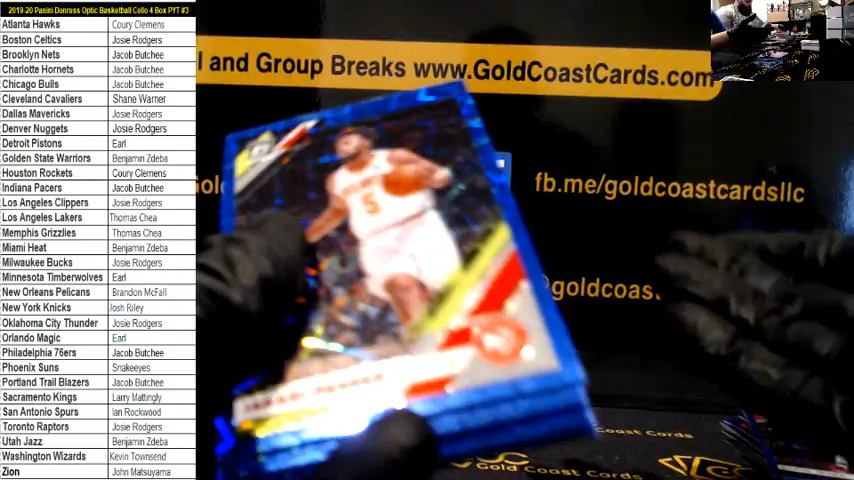 2019-20 Panini Donruss Optic Basketball Cello 4 Box PYT #3
Atlanta Hawks Coury Clemens
Boston Celtics Josie Rodgers
Brooklyn Nets Jacob Butchee
Charlotte Hornets Jacob Butchee
Chicago Bulls Jacob Butchee
Cleveland Cavaliers Shane Warner
Dallas Mavericks Josie Rodgers
Denver Nuggets Josie Rodgers
Detroit Pistons Earl
Golden State Warriors Benjamin Zdeba
Houston Rockets Coury Clemens
Indiana Pacers Jacob Butchee
Los Angeles Clippers Josie Rodgers
Los Angeles Lakers Thomas Chea
Memphis Grizzlies Thomas Chea
Miami Heat Benjamin Zdeba
Milwaukee Bucks Josie Rodgers
Minnesota Timberwolves Earl
New Orleans Pelicans Brandon McFall
New York Knicks Josh Riley
Oklahoma City Thunder Josie Rodgers
Orlando Magic Earl
Philadelphia 76ers Jacob Butchee
Phoenix Suns Snakeeyes
Portland Trail Blazers Jacob Butchee
Sacramento Kings Larry Mattingly
San Antonio Spurs Ian Rockwood
Toronto Raptors Josie Rodgers
Utah Jazz Benjamin Zdeba
Washington Wizards Kevin Townsend
Zion John Matsuyama
l and Group Breaks www.GoldCoastCards.com
fb.me/goldcoastcardsllc
@goldcoas
5
Coast Cards
Gold Coast Cards